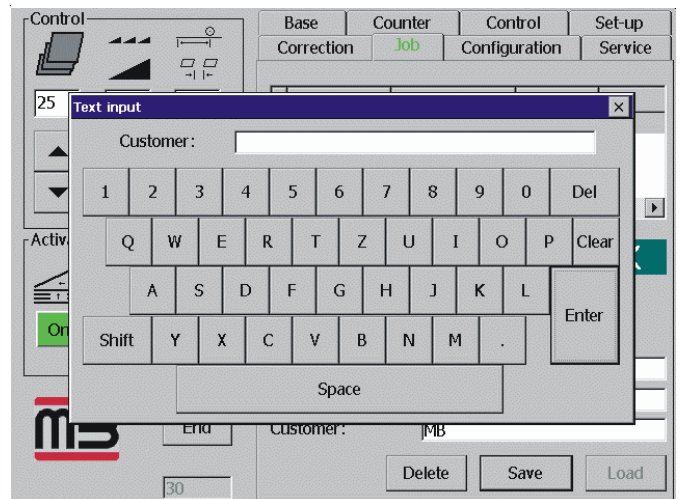 Control
Base Counter Control Set-up
Correction Job Configuration Service
25
Text input
Customer:
1 2 3 4 5 6 7 8 9 0 Del
Q W E R T Z U I O P Clear
A S D F G H J K L
Enter
Shift Y X C V B N M .
Space
Activ
On
MB
End
Customer: MB
Delete Save Load
30